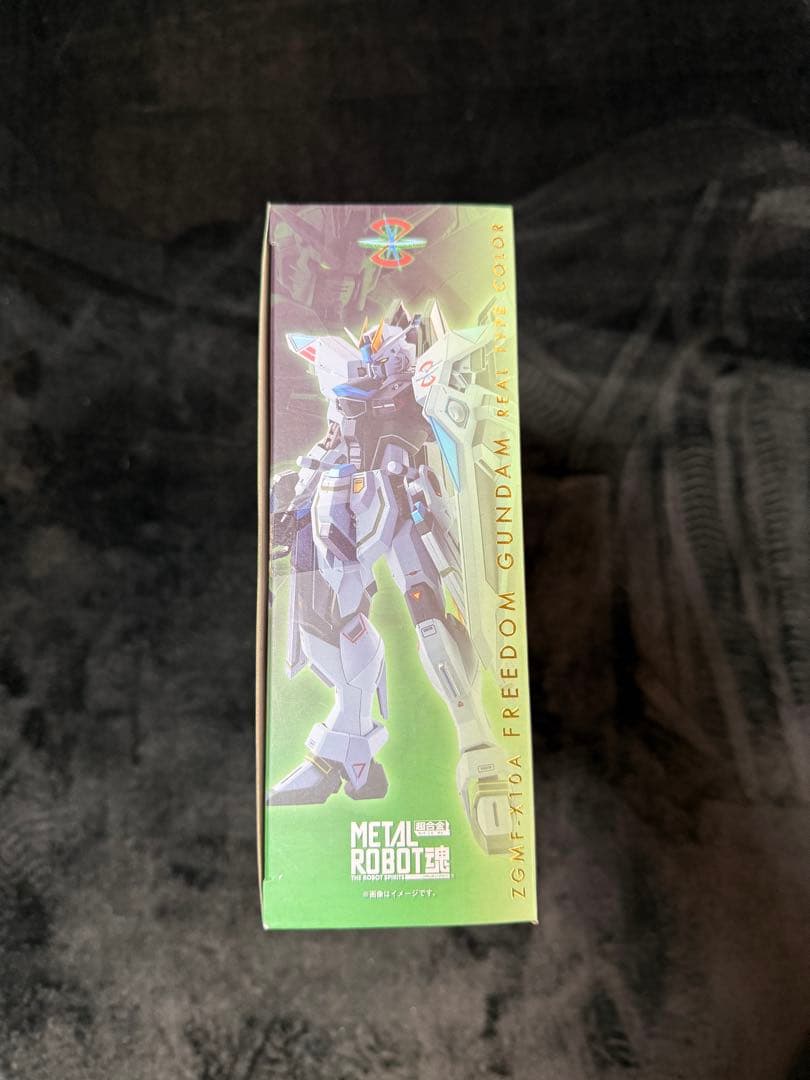 ZGMF-X10A FREEDOM GUNDAM REAL TYPE COLOR
METAL
超合金
ROBOT魂
THE ROBOT SPIRITS
※画像はイメージです。